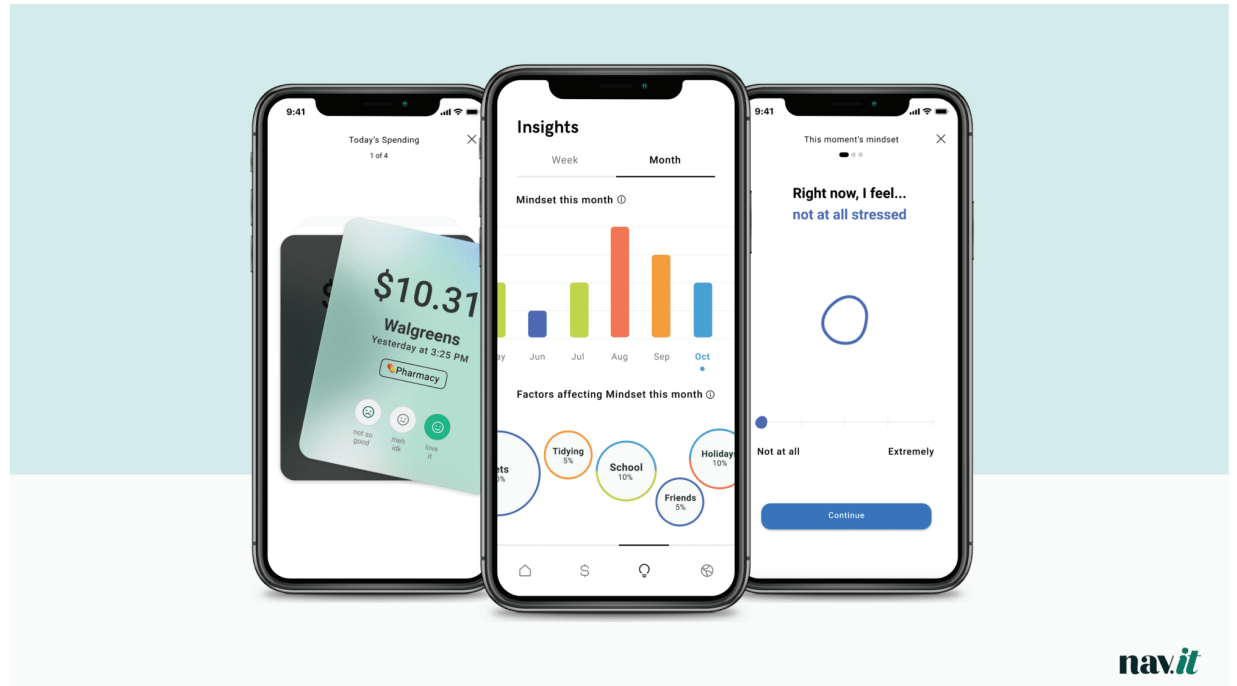 9:41
Today's Spending
1 of 4
$10.31
Walgreens
Yesterday at 3:25 PM
Pharmacy
not so
good
meh
idk
love
it
Insights
Week
Month
Mindset this month
Jun
Jul
Aug
Sep
Oct
Factors affecting Mindset this month
Tidying
5%
School
10%
Friends
5%
Holidays
10%
9:41
This moment's mindset
Right now, I feel...
not at all stressed
Not at all
Extremely
Continue
nav.it